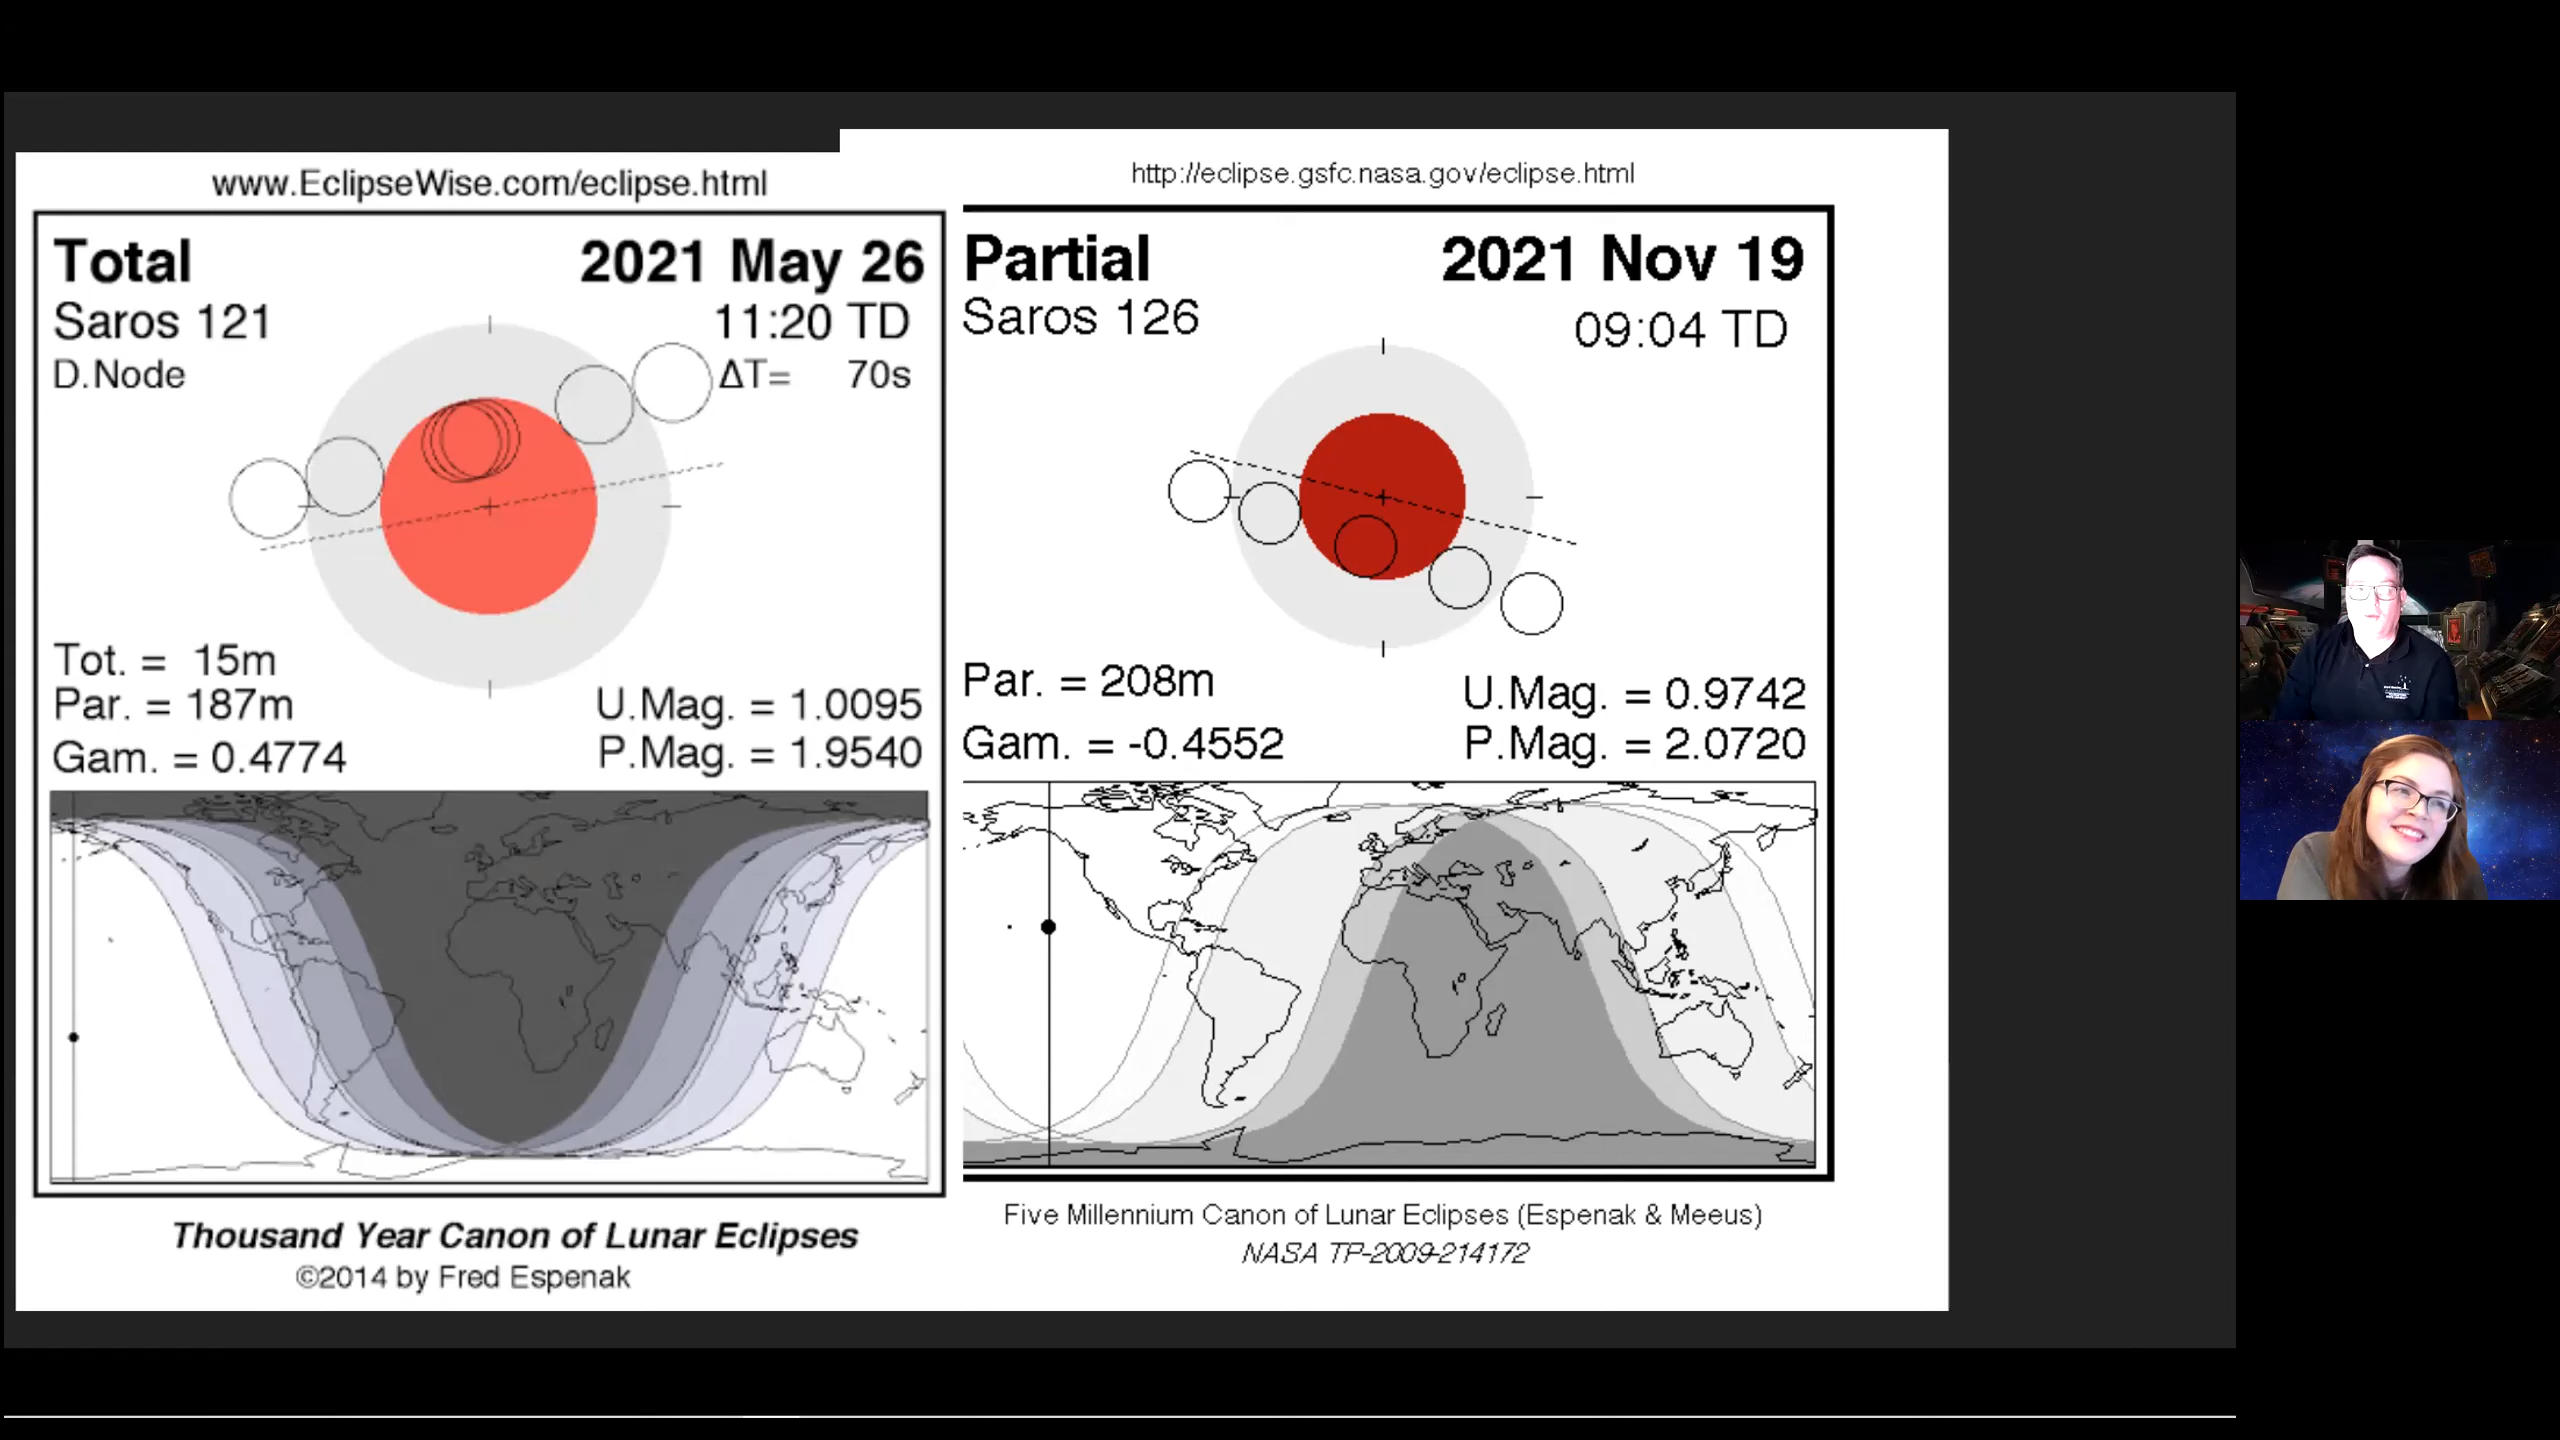 www.EclipseWise.com/eclipse.html
Total
2021 May 26
Saros 121
11:20 TD
D.Node
ΔT= 70s
Tot. = 15m
Par. = 187m
U.Mag. = 1.0095
Gam. = 0.4774
P.Mag. = 1.9540
Thousand Year Canon of Lunar Eclipses
©2014 by Fred Espenak
http://eclipse.gsfc.nasa.gov/eclipse.html
Partial
2021 Nov 19
Saros 126
09:04 TD
Par. = 208m
U.Mag. = 0.9742
Gam. = -0.4552
P.Mag. = 2.0720
Five Millennium Canon of Lunar Eclipses (Espenak & Meeus)
NASA TP-2009-214172